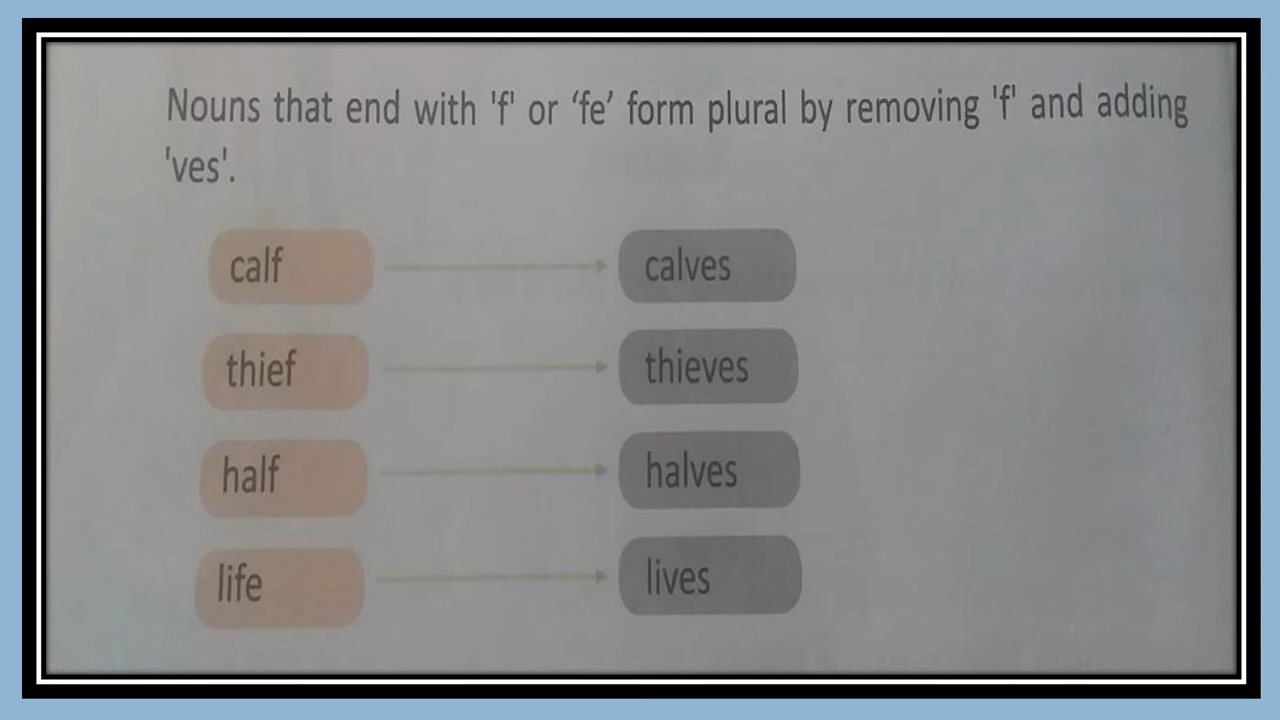 Nouns that end with 'f' or ‘fe’ form plural by removing 'f' and adding
'ves'.
calf calves
thief thieves
half halves
life lives